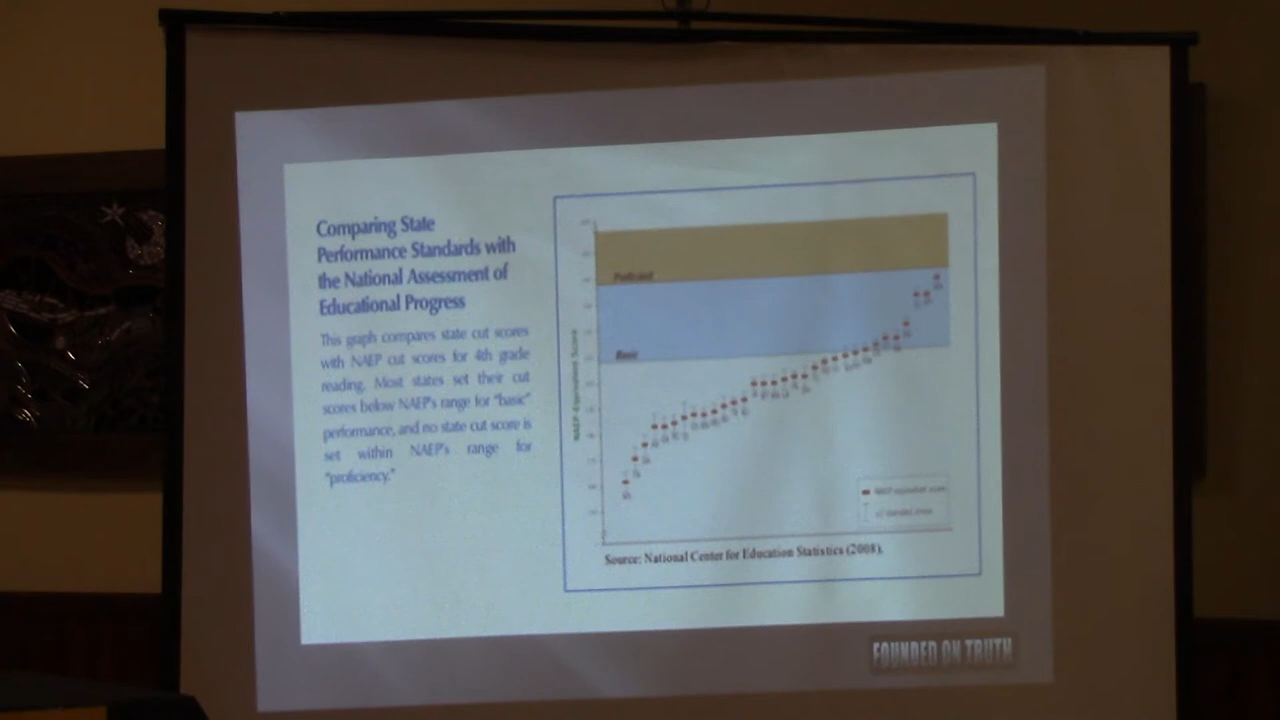 Comparing State
Performance Standards with
the National Assessment of
Educational Progress
This graph compares state cut scores
with NAEP cut scores for 4th grade
reading. Most states set their cut
scores below NAEP's range for "basic"
performance, and no state cut score is
set within NAEP's range for
"proficiency."
NAEP-Equivalent Score
Proficient
Basic
NAEP equivalent score
Source: National Center for Education Statistics (2008).
FOUNDED ON TRUTH